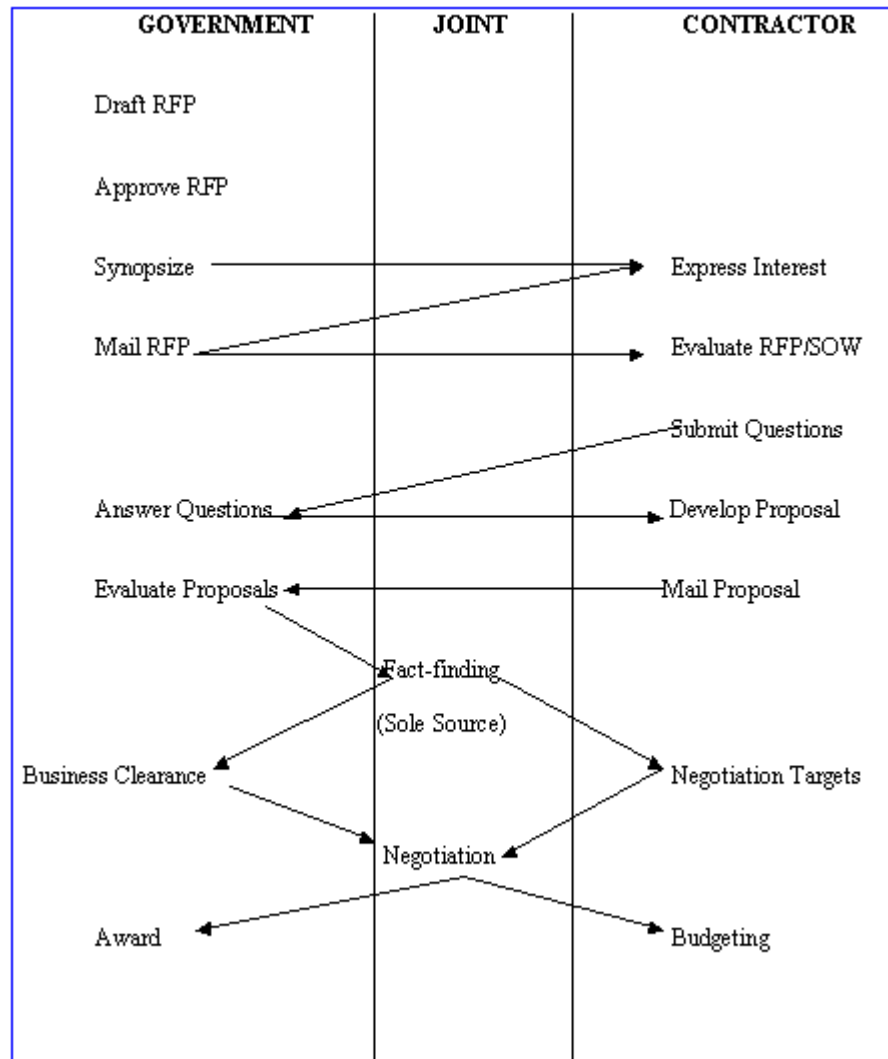 GOVERNMENT JOINT CONTRACTOR
Draft RFP
Approve RFP
Synopsize Express Interest
Mail RFP Evaluate RFP/SOW
Submit Questions
Answer Questions Develop Proposal
Evaluate Proposals Mail Proposal
Fact-finding
(Sole Source)
Business Clearance Negotiation Targets
Negotiation
Award Budgeting